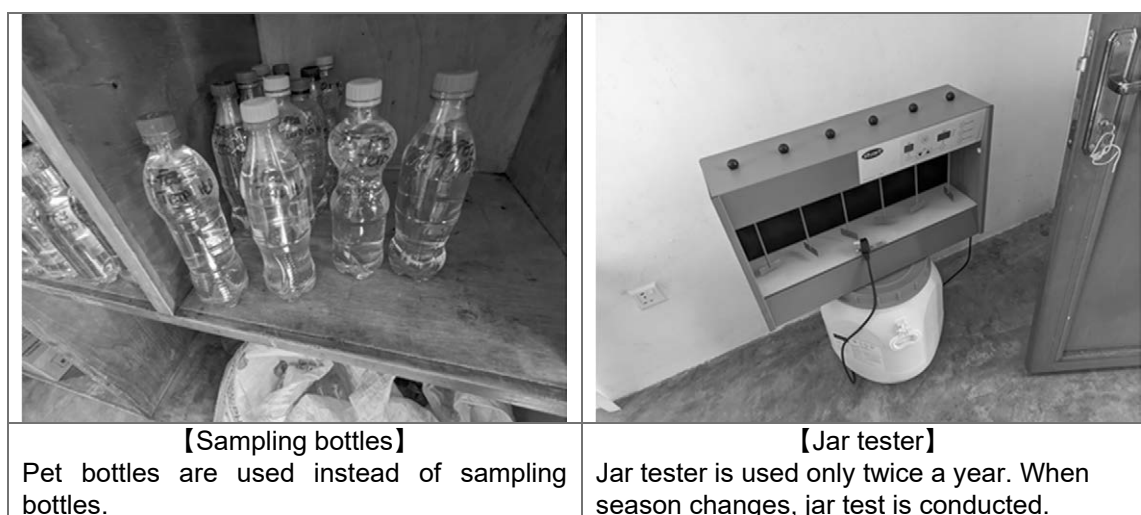 【Sampling bottles】
Pet bottles are used instead of sampling
bottles.
【Jar tester】
Jar tester is used only twice a year. When
season changes, jar test is conducted.